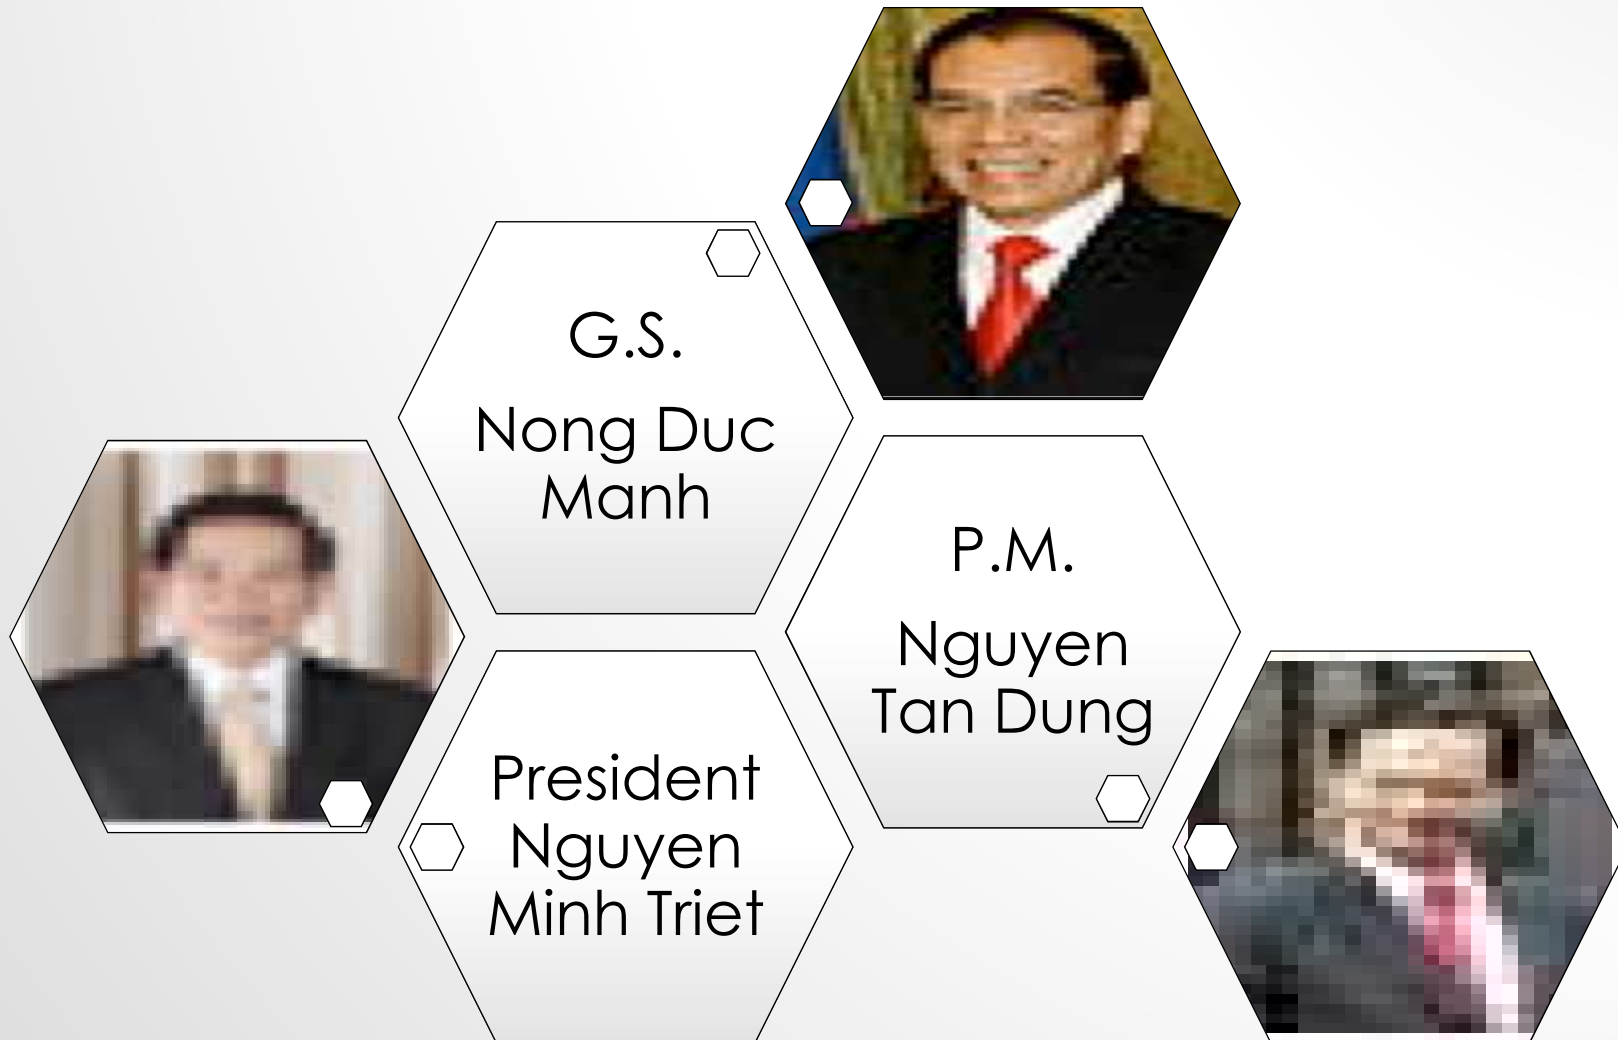 G.S.
Nong Duc
Manh
P.M.
Nguyen
Tan Dung
President
Nguyen
Minh Triet